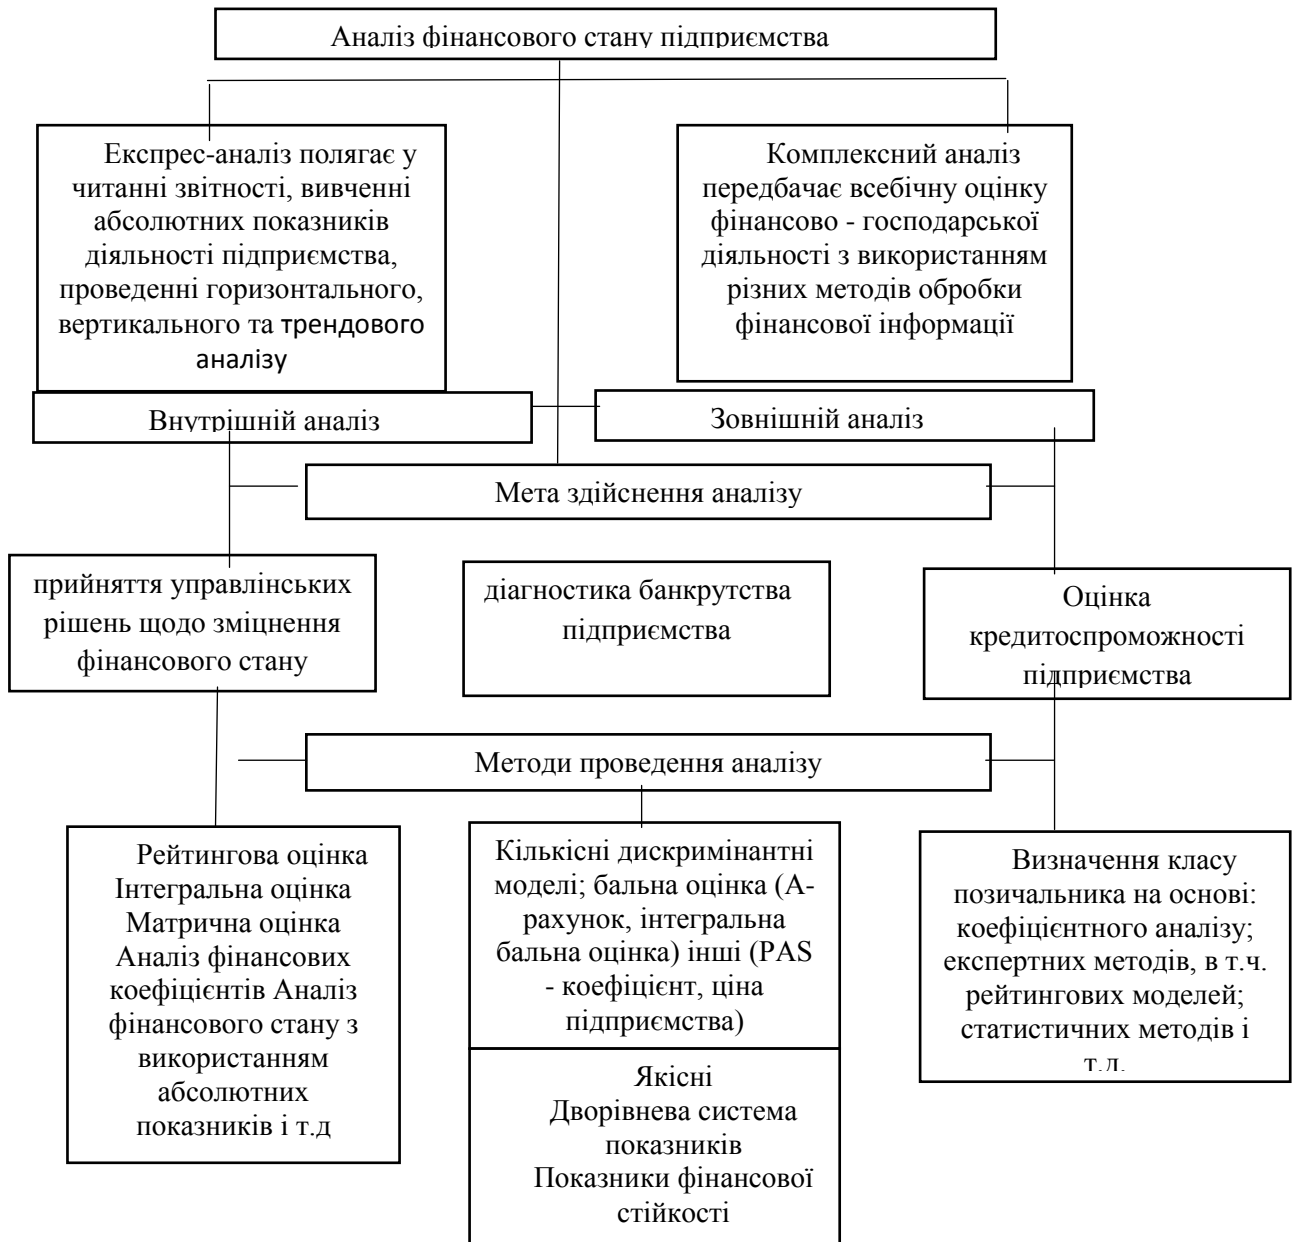 Аналіз фінансового стану підприємства
Експрес-аналіз полягає у
читанні звітності, вивченні
абсолютних показників
діяльності підприємства,
проведенні горизонтального,
вертикального та трендового
аналізу
Комплексний аналіз
передбачає всебічну оцінку
фінансово - господарської
діяльності з використанням
різних методів обробки
фінансової інформації
Внутрішній аналіз
Зовнішній аналіз
Мета здійснення аналізу
прийняття управлінських
рішень щодо зміцнення
фінансового стану
діагностика банкрутства
підприємства
Оцінка
кредитоспроможності
підприємства
Методи проведення аналізу
Рейтингова оцінка
Інтегральна оцінка
Матрична оцінка
Аналіз фінансових
коефіцієнтів Аналіз
фінансового стану з
використанням
абсолютних
показників і т.д
Кількісні дискримінантні
моделі; бальна оцінка (А-
рахунок, інтегральна
бальна оцінка) інші (PAS
- коефіцієнт, ціна
підприємства)
Якісні
Дворівнева система
показників
Показники фінансової
стійкості
Визначення класу
позичальника на основі:
коефіцієнтного аналізу;
експертних методів, в т.ч.
рейтингових моделей;
статистичних методів і
т.д.